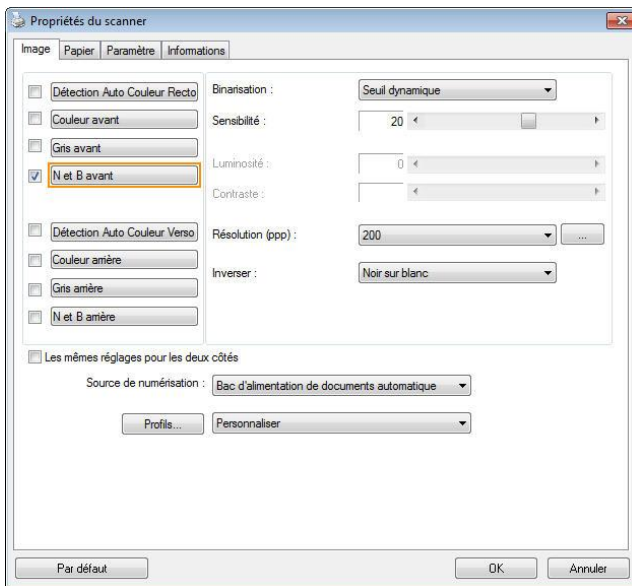 Propriétés du scanner
Image Papier Paramètre Informations
Détection Auto Couleur Recto
Couleur avant
Gris avant
N et B avant
Détection Auto Couleur Verso
Couleur arrière
Gris arrière
N et B arrière
Binarisation : Seuil dynamique
Sensibilité : 20
Luminosité : 0
Contraste :
Résolution (ppp) : 200 ...
Inverser : Noir sur blanc
Les mêmes réglages pour les deux côtés
Source de numérisation : Bac d'alimentation de documents automatique
Profils... Personnaliser
Par défaut OK Annuler